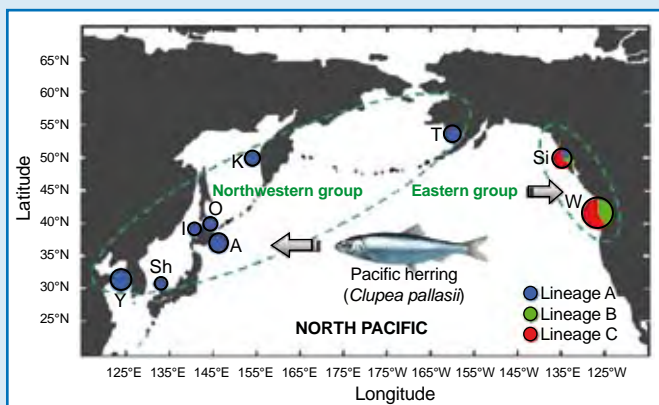 65°N
60°N
55°N
50°N
45°N
40°N
35°N
30°N
25°N
Latitude
T
K
Si
Northwestern group
Eastern group
W
O
I
A
Sh
Y
Pacific herring
(Clupea pallasii)
Lineage A
Lineage B
Lineage C
NORTH PACIFIC
125°E 135°E 145°E 155°E 165°E 175°E 175°W 165°W 155°W 145°W 135°E 125°W
Longitude